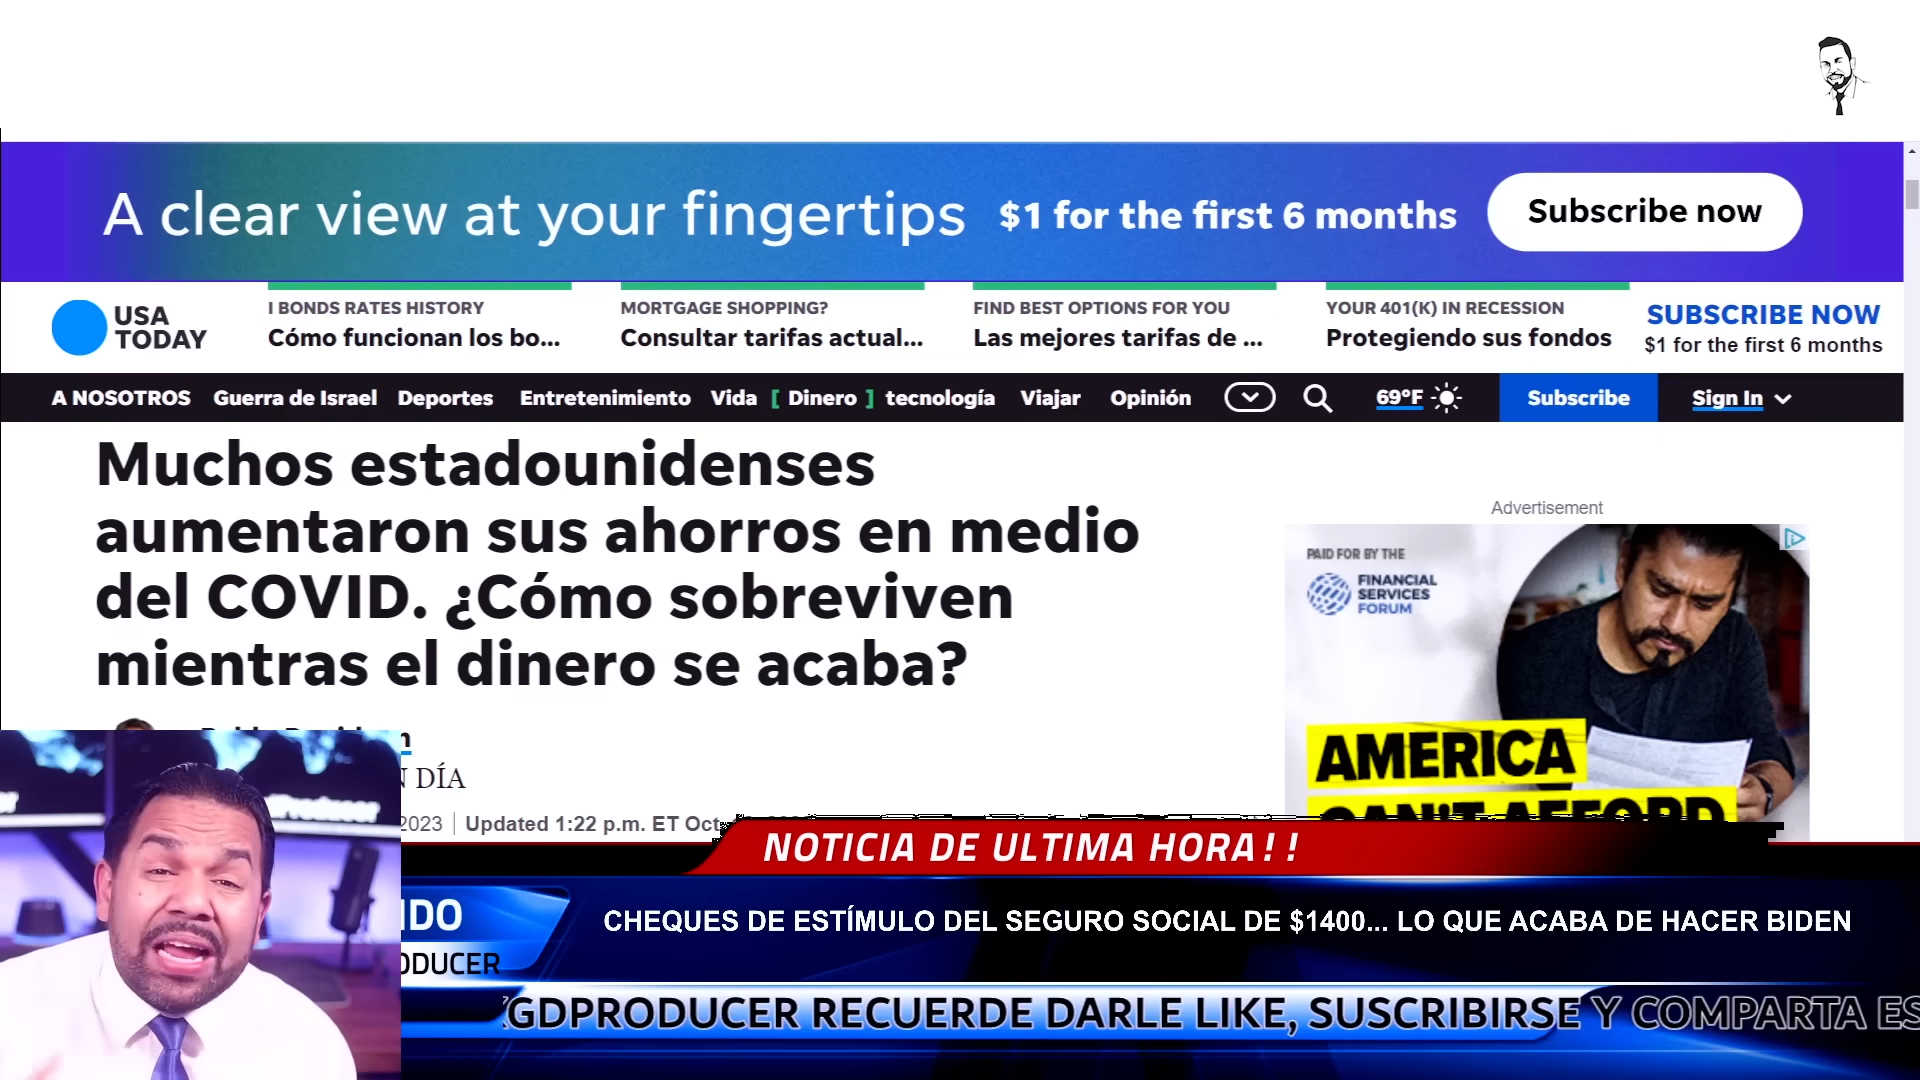 A clear view at your fingertips $1 for the first 6 months Subscribe now
USA
TODAY
I BONDS RATES HISTORY
Cómo funcionan los bo...
MORTGAGE SHOPPING?
Consultar tarifas actual...
FIND BEST OPTIONS FOR YOU
Las mejores tarifas de ...
YOUR 401(K) IN RECESSION
Protegiendo sus fondos
SUBSCRIBE NOW
$1 for the first 6 months
A NOSOTROS Guerra de Israel Deportes Entretenimiento Vida [ Dinero ] tecnología Viajar Opinión 69°F Subscribe Sign In
Muchos estadounidenses
aumentaron sus ahorros en medio
del COVID. ¿Cómo sobreviven
mientras el dinero se acaba?
Advertisement
PAID FOR BY THE
FINANCIAL
SERVICES
FORUM
AMERICA
CAN'T AFFORD
N DÍA
2023 | Updated 1:22 p.m. ET Oct
NOTICIA DE ULTIMA HORA!!
NDO
ODUCER
CHEQUES DE ESTÍMULO DEL SEGURO SOCIAL DE $1400... LO QUE ACABA DE HACER BIDEN
GDPRODUCER RECUERDE DARLE LIKE, SUSCRIBIRSE Y COMPARTA ES